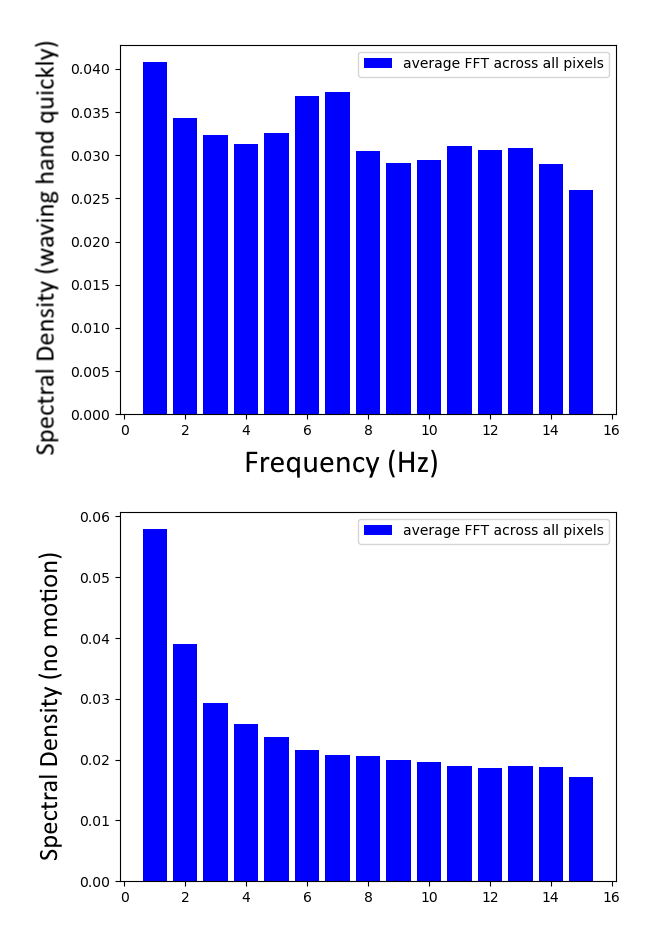 Spectral Density (waving hand quickly)
0.040
0.035
0.030
0.025
0.020
0.015
0.010
0.005
0.000
average FFT across all pixels
0 2 4 6 8 10 12 14 16
Frequency (Hz)
Spectral Density (no motion)
0.06
0.05
0.04
0.03
0.02
0.01
0.00
average FFT across all pixels
0 2 4 6 8 10 12 14 16